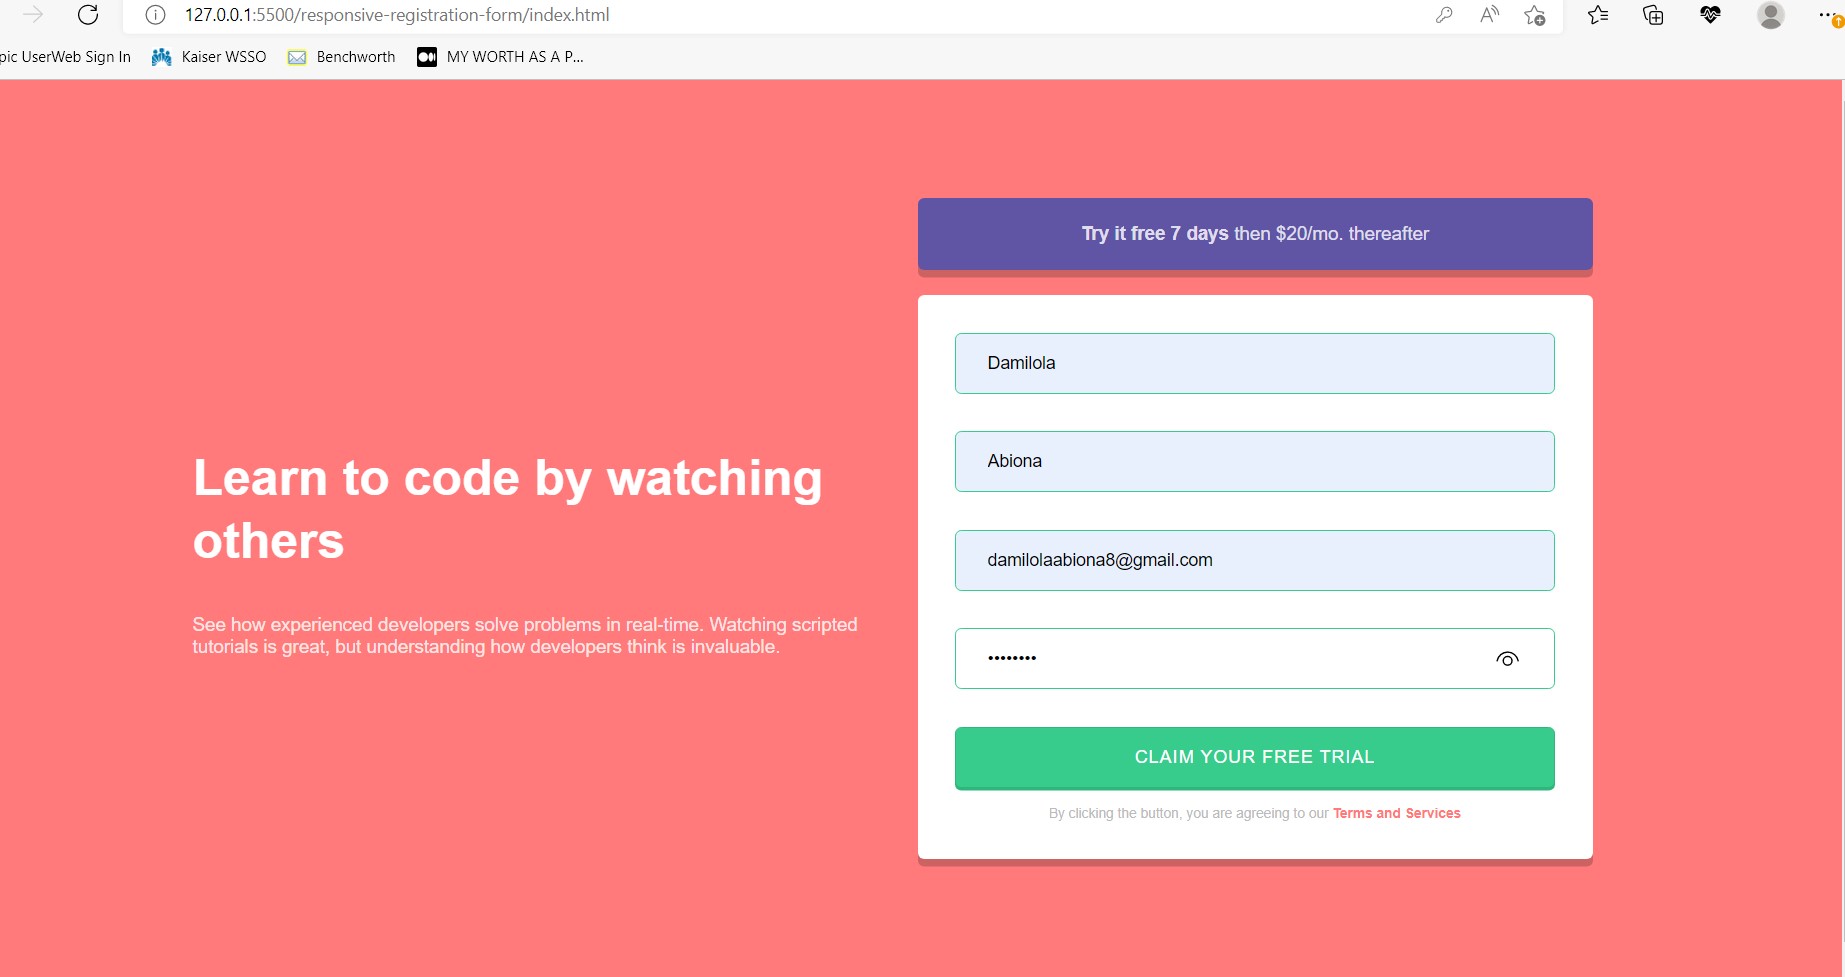 127.0.0.1:5500/responsive-registration-form/index.html
UserWeb Sign In Kaiser WSSO Benchworth MY WORTH AS A P...
Try it free 7 days then $20/mo. thereafter
Damilola
Abiona
Learn to code by watching
others
damilolaabiona8@gmail.com
See how experienced developers solve problems in real-time. Watching scripted
tutorials is great, but understanding how developers think is invaluable.
••••••••
CLAIM YOUR FREE TRIAL
By clicking the button, you are agreeing to our Terms and Services